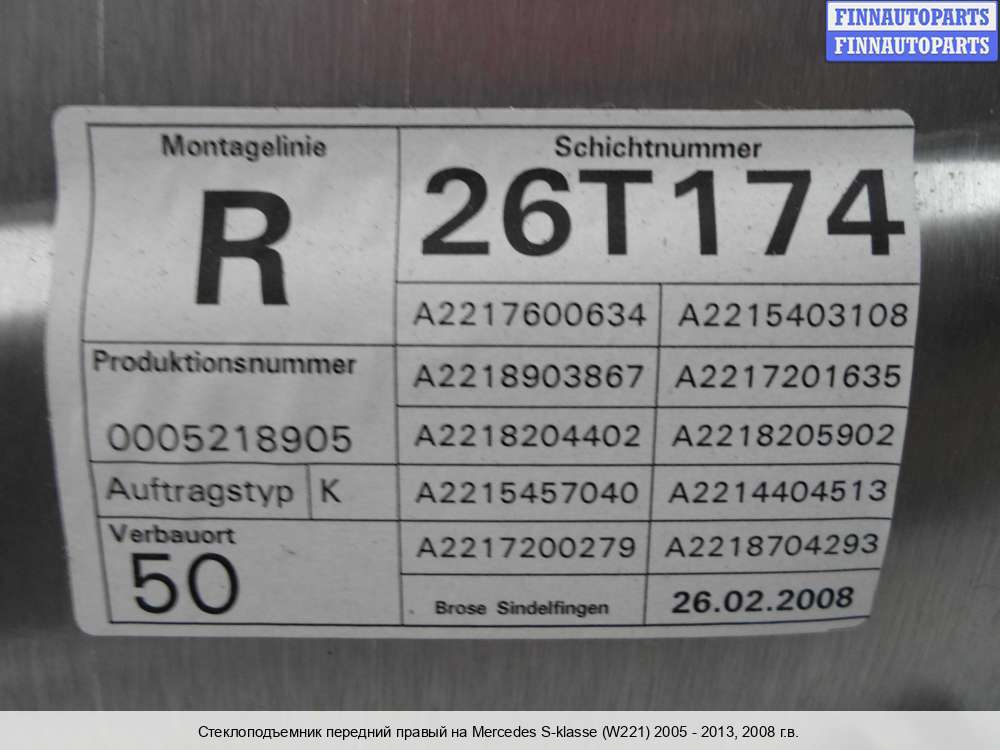 FINNAUTOPARTS
FINNAUTOPARTS
Montagelinie
R
Schichtnummer
26T174
A2217600634 A2215403108
Produktionsnummer
0005218905
A2218903867 A2217201635
A2218204402 A2218205902
Auftragstyp K
A2215457040 A2214404513
Verbauort
50
A2217200279 A2218704293
Brose Sindelfingen 26.02.2008
Стеклоподъемник передний правый на Mercedes S-klasse (W221) 2005 - 2013, 2008 г.в.